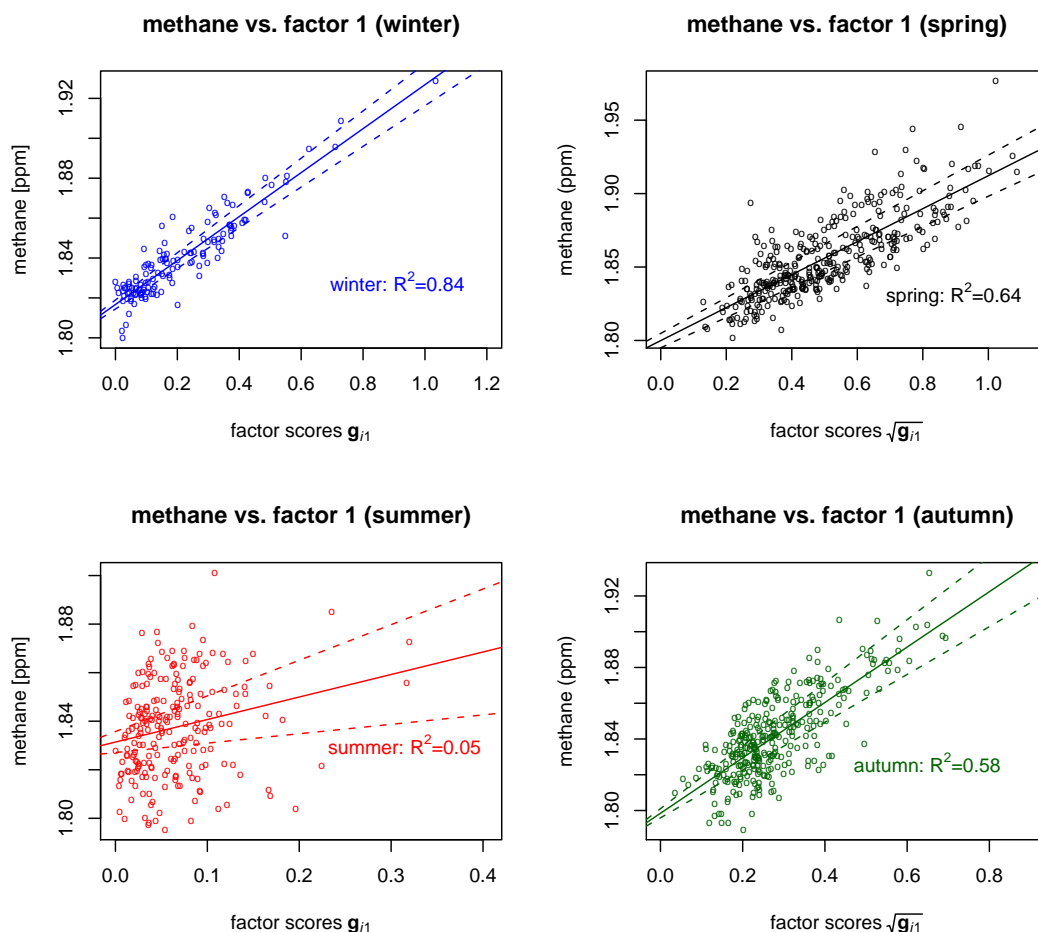 methane vs. factor 1 (winter)
methane [ppm]
1.80 1.84 1.88 1.92
winter: R²=0.84
0.0 0.2 0.4 0.6 0.8 1.0 1.2
factor scores gᵢ₁
methane vs. factor 1 (spring)
methane (ppm)
1.80 1.85 1.90 1.95
spring: R²=0.64
0.0 0.2 0.4 0.6 0.8 1.0
factor scores √gᵢ₁
methane vs. factor 1 (summer)
methane [ppm]
1.80 1.84 1.88
summer: R²=0.05
0.0 0.1 0.2 0.3 0.4
factor scores gᵢ₁
methane vs. factor 1 (autumn)
methane (ppm)
1.80 1.84 1.88 1.92
autumn: R²=0.58
0.0 0.2 0.4 0.6 0.8
factor scores √gᵢ₁